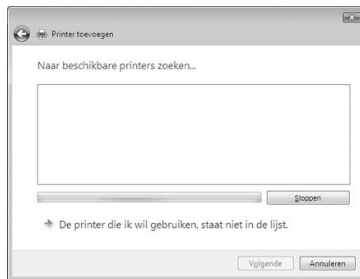 Printer toevoegen
Naar beschikbare printers zoeken...
Stoppen
De printer die ik wil gebruiken, staat niet in de lijst.
Volgende
Annuleren